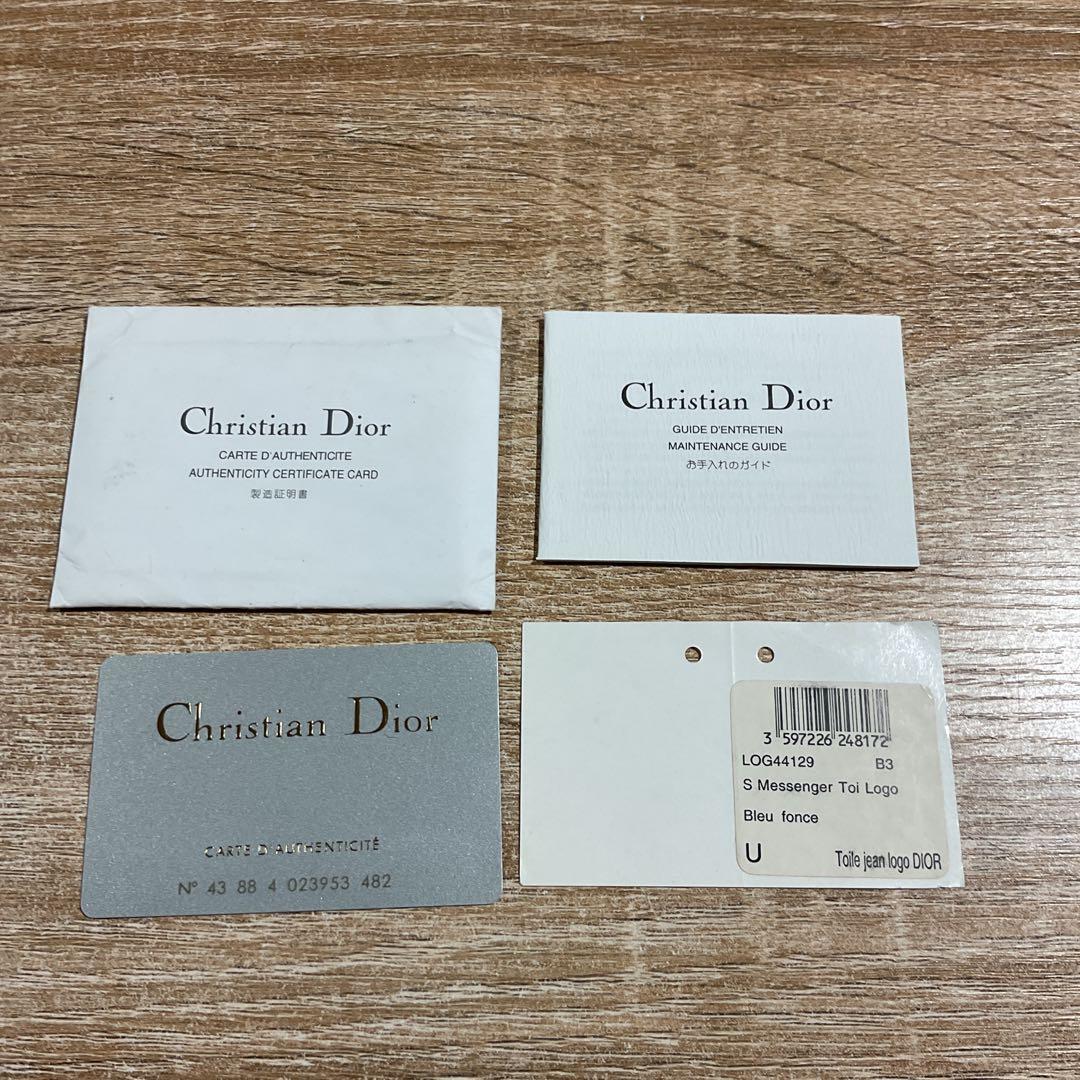 Christian Dior
CARTE D'AUTHENTICITE
AUTHENTICITY CERTIFICATE CARD
製造証明書
Christian Dior
GUIDE D'ENTRETIEN
MAINTENANCE GUIDE
お手入れのガイド
Christian Dior
CARTE D'AUTHENTICITÉ
N° 43 88 4 023953 482
3 597226 248172
LOG44129 B3
S Messenger Toi Logo
Bleu fonce
U Toile jean logo DIOR